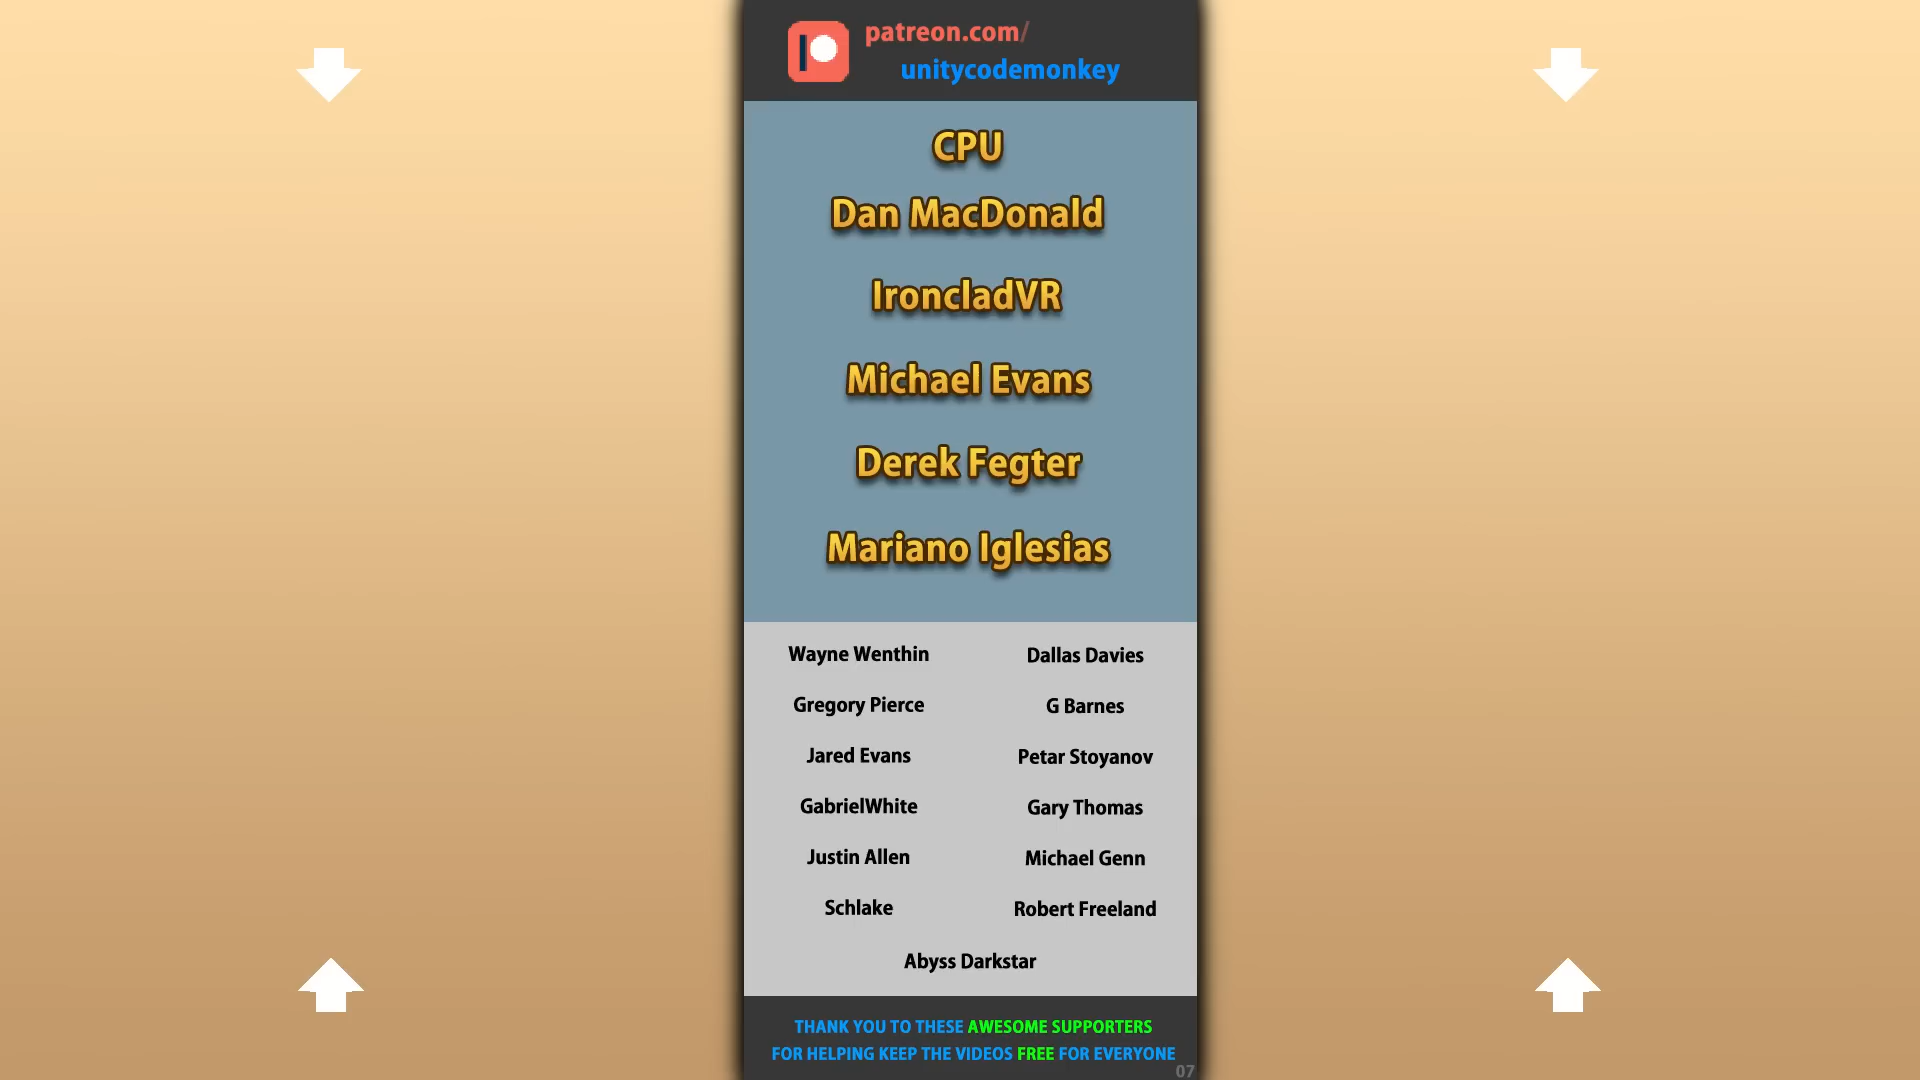 patreon.com/
unitycodemonkey
CPU
Dan MacDonald
IroncladVR
Michael Evans
Derek Fegter
Mariano Iglesias
Wayne Wenthin
Dallas Davies
Gregory Pierce
G Barnes
Jared Evans
Petar Stoyanov
GabrielWhite
Gary Thomas
Justin Allen
Michael Genn
Schlake
Robert Freeland
Abyss Darkstar
THANK YOU TO THESE AWESOME SUPPORTERS
FOR HELPING KEEP THE VIDEOS FREE FOR EVERYONE
07